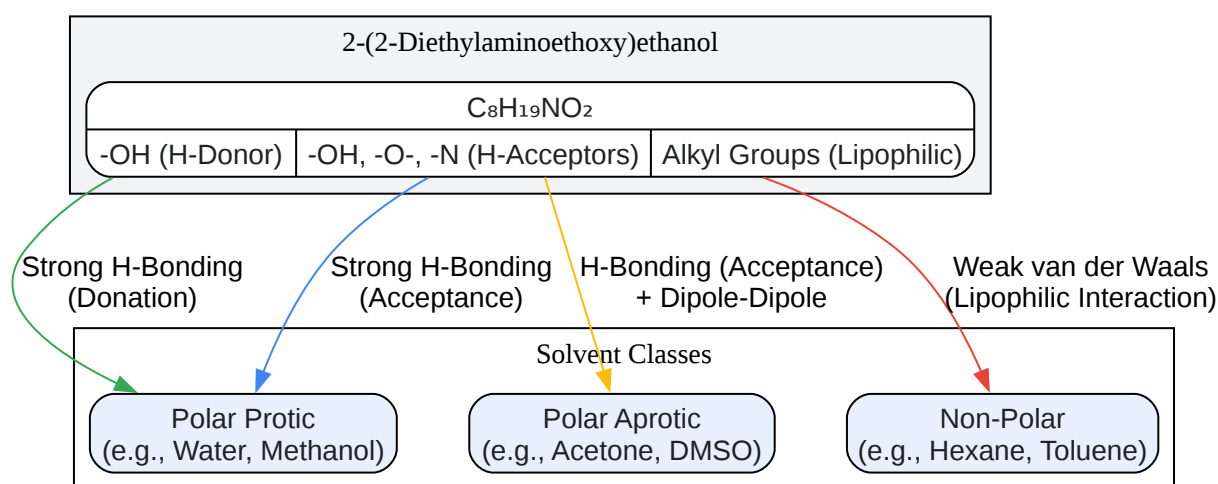 2-(2-Diethylaminoethoxy)ethanol
C₈H₁₉NO₂
-OH (H-Donor)
-OH, -O-, -N (H-Acceptors)
Alkyl Groups (Lipophilic)
Strong H-Bonding
(Donation)
Strong H-Bonding
(Acceptance)
H-Bonding (Acceptance)
+ Dipole-Dipole
Weak van der Waals
(Lipophilic Interaction)
Solvent Classes
Polar Protic
(e.g., Water, Methanol)
Polar Aprotic
(e.g., Acetone, DMSO)
Non-Polar
(e.g., Hexane, Toluene)